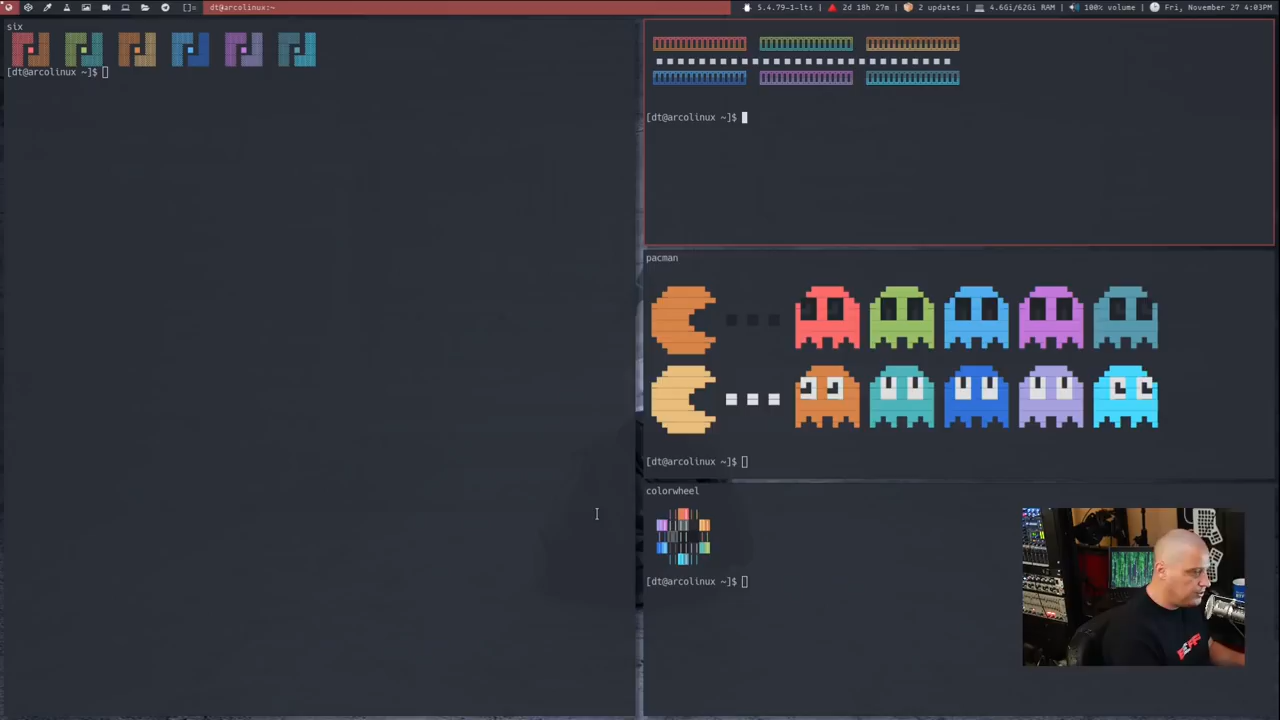 []= dt@arcolinux:~ 5.4.79-1-lts 2d 18h 27m 2 updates 4.6Gi/62Gi RAM 100% volume Fri, November 27 4:03PM
six
[dt@arcolinux ~]$
[dt@arcolinux ~]$
pacman
[dt@arcolinux ~]$
colorwheel
[dt@arcolinux ~]$